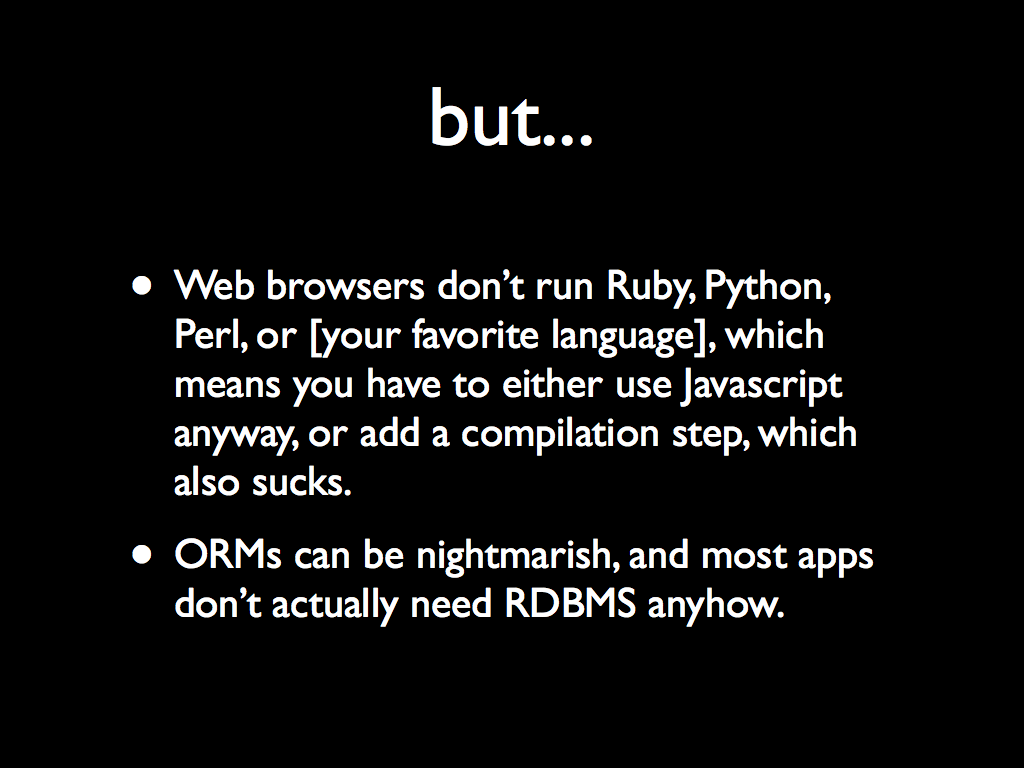 but...
• Web browsers don’t run Ruby, Python,
Perl, or [your favorite language], which
means you have to either use Javascript
anyway, or add a compilation step, which
also sucks.
• ORMs can be nightmarish, and most apps
don’t actually need RDBMS anyhow.